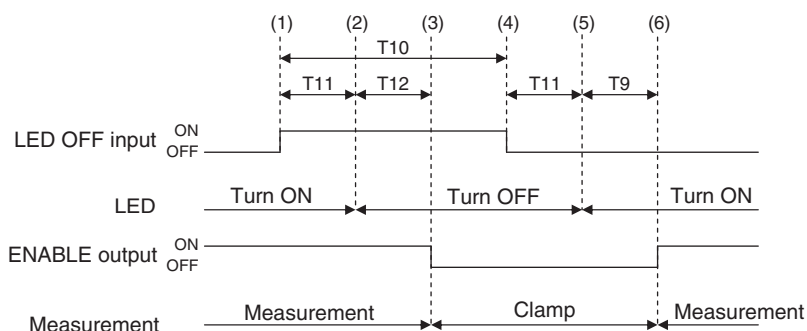 (1) (2) (3) (4) (5) (6)
T10
T11 T12 T11 T9
LED OFF input ON
OFF
LED Turn ON Turn OFF Turn ON
ENABLE output ON
OFF
Measurement Measurement Clamp Measurement